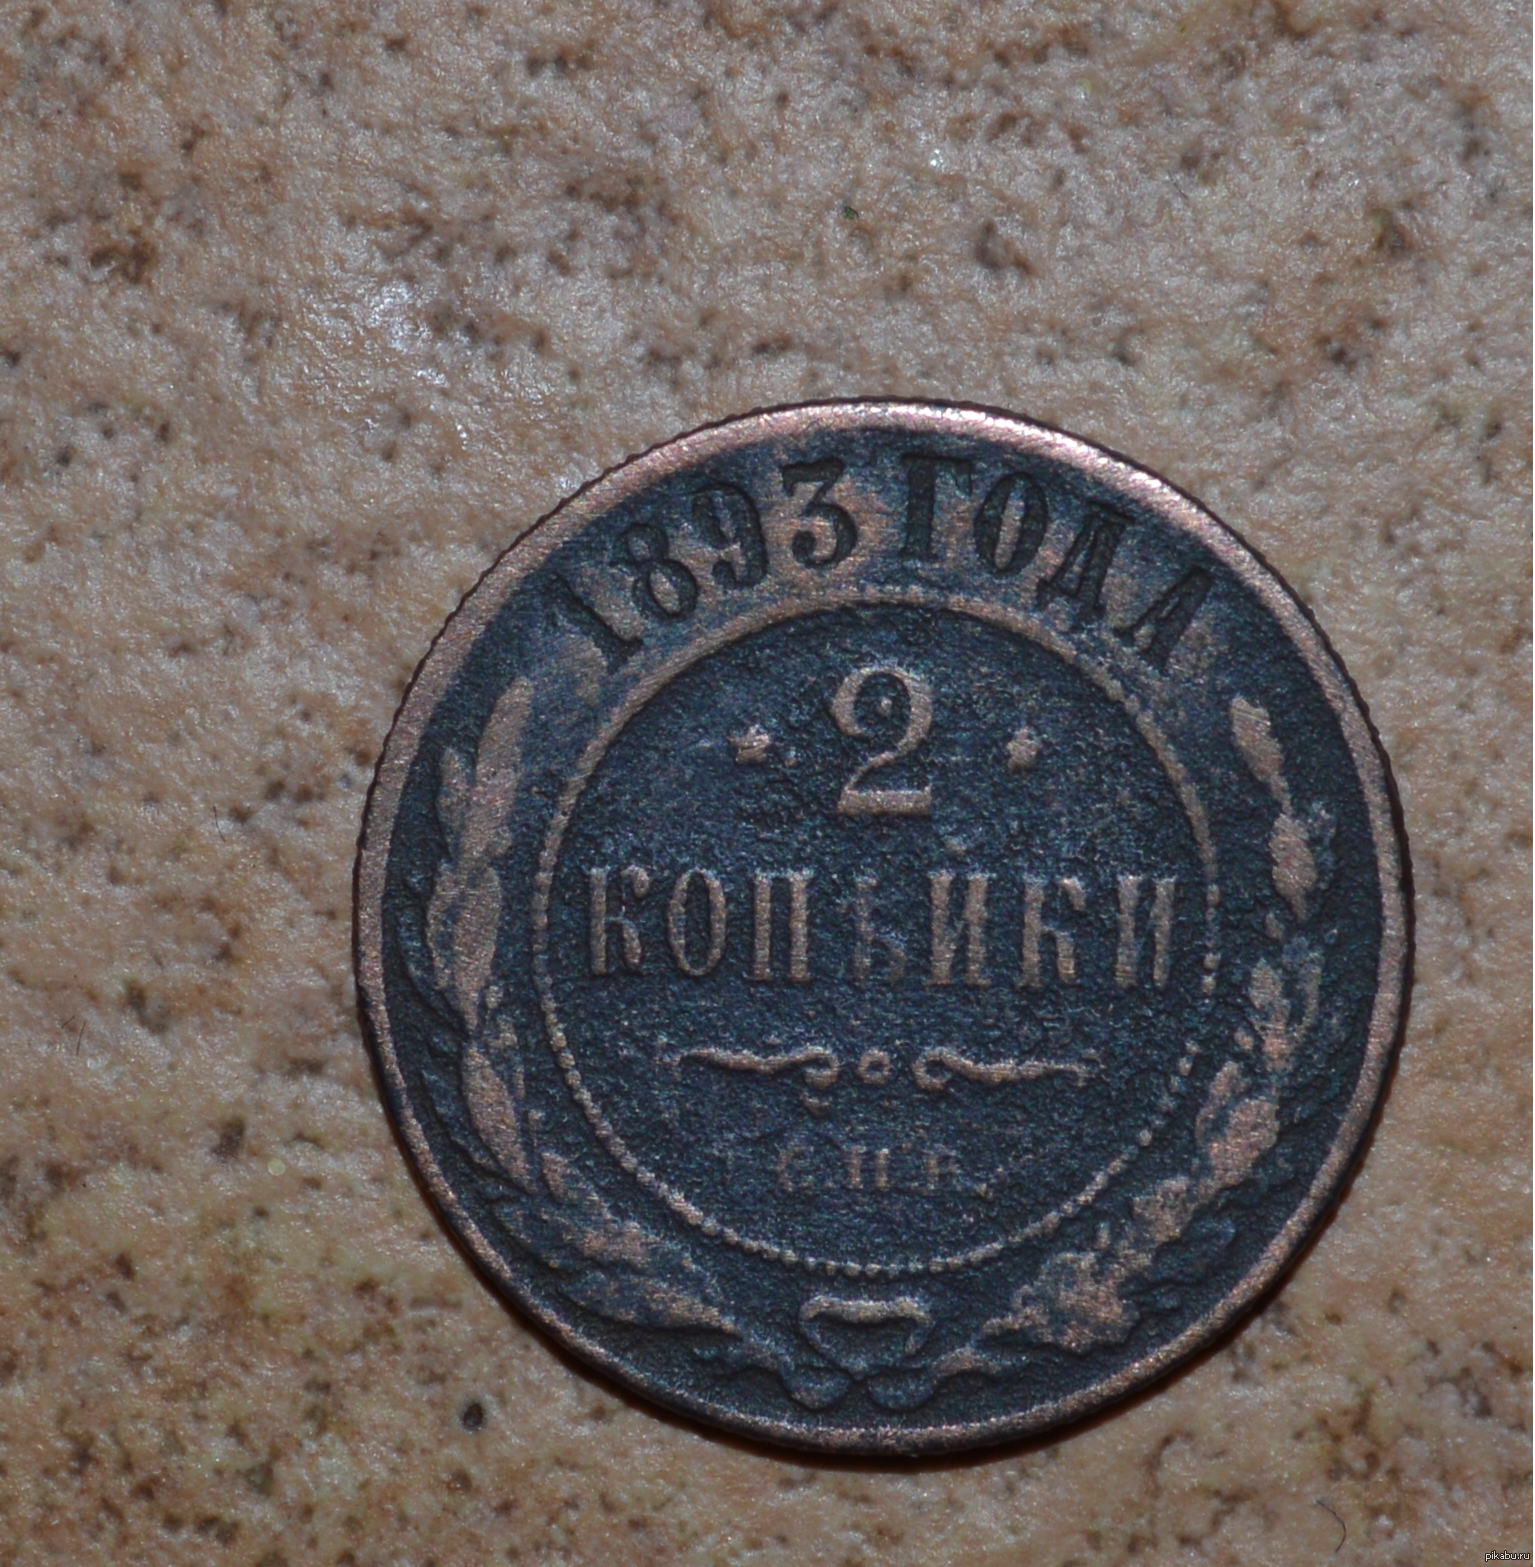 1893 ГОДА
2
КОПѢЙКИ
С.П.Б.
pikabu.ru